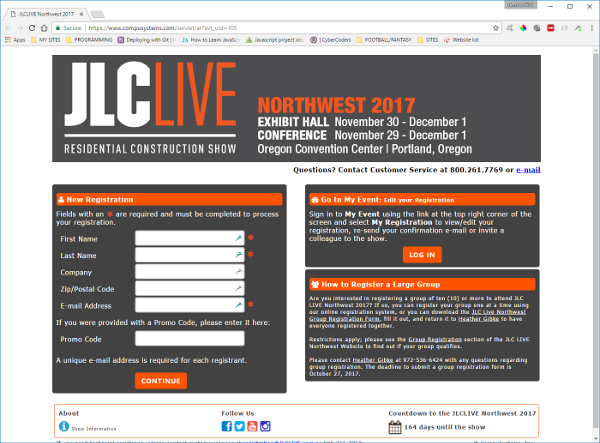 JLCLIVE Northwest 2017
Secure https://www.compusystems.com/servlet/ar?evt_uid=105
Apps MY SITES PROGRAMMING Deploying with Git | How to Learn JavaSc Javascript project kit | CyberCoders FOOTBALL/FANTASY SITES Website list
JLCLIVE
RESIDENTIAL CONSTRUCTION SHOW
NORTHWEST 2017
EXHIBIT HALL November 30 - December 1
CONFERENCE November 29 - December 1
Oregon Convention Center | Portland, Oregon
Questions? Contact Customer Service at 800.261.7769 or e-mail
New Registration
Fields with an * are required and must be completed to process
your registration.
First Name *
Last Name *
Company
Zip/Postal Code
E-mail Address *
If you were provided with a Promo Code, please enter it here:
Promo Code
A unique e-mail address is required for each registrant.
CONTINUE
Go to My Event: Edit your Registration
Sign in to My Event using the link at the top right corner of the
screen and select My Registration to view/edit your
registration, re-send your confirmation e-mail or invite a
colleague to the show.
LOG IN
How to Register a Large Group
Are you interested in registering a group of ten (10) or more to attend JLC
LIVE Northwest 2017? If so, you can register your group one at a time using
our online registration system, or you can download the JLC Live Northwest
Group Registration Form, fill it out, and return it to Heather Gibke to
have everyone registered together.
Restrictions apply; please see the Group Registration section of the JLC LIVE
Northwest Website to find out if your group qualifies.
Please contact Heather Gibke at 972-536-6424 with any questions regarding
group registration. The deadline to submit a group registration form is
October 27, 2017.
About
Show Information
Follow Us
Countdown to the JLCLIVE Northwest 2017
164 days until the show